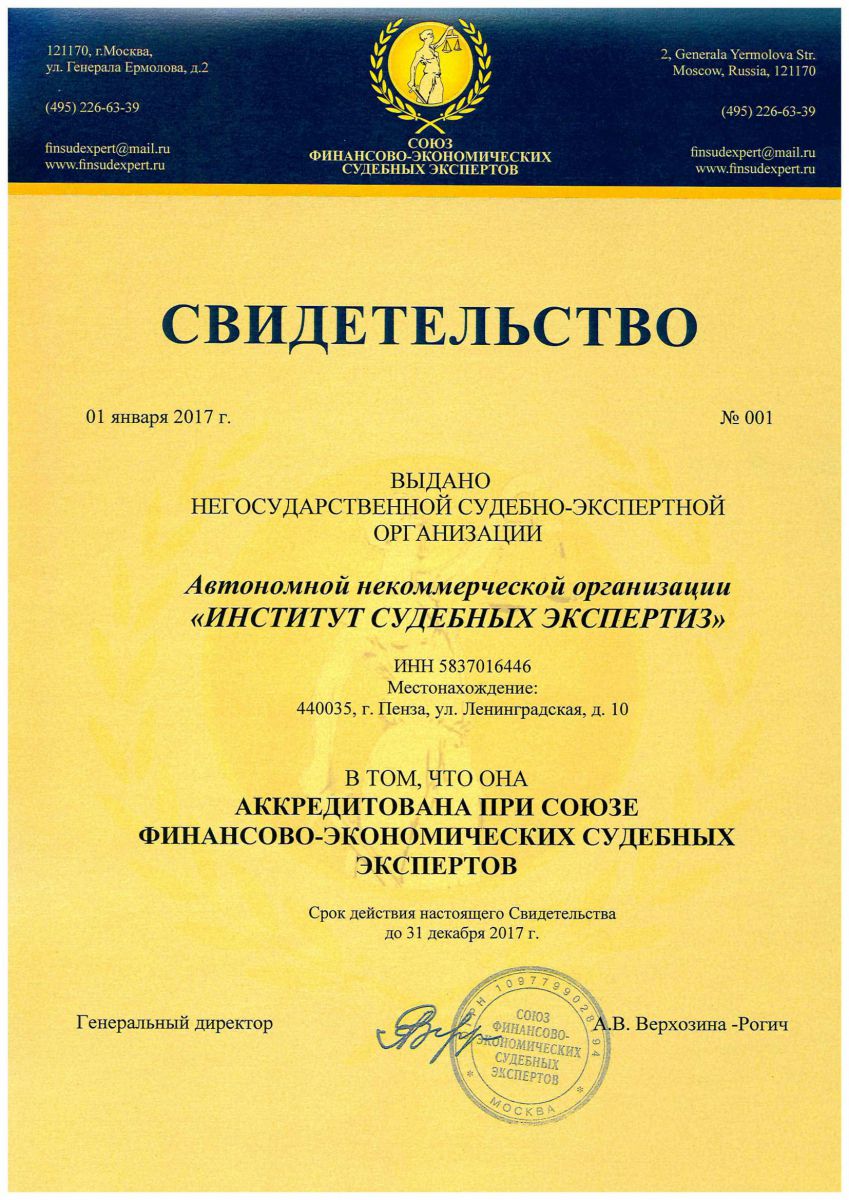 121170, г.Москва,
ул. Генерала Ермолова, д.2
(495) 226-63-39
finsudexpert@mail.ru
www.finsudexpert.ru
СОЮЗ
ФИНАНСОВО-ЭКОНОМИЧЕСКИХ
СУДЕБНЫХ ЭКСПЕРТОВ
2, Generala Yermolova Str.
Moscow, Russia, 121170
(495) 226-63-39
finsudexpert@mail.ru
www.finsudexpert.ru
СВИДЕТЕЛЬСТВО
01 января 2017 г.
№ 001
ВЫДАНО
НЕГОСУДАРСТВЕННОЙ СУДЕБНО-ЭКСПЕРТНОЙ
ОРГАНИЗАЦИИ
Автономной некоммерческой организации
«ИНСТИТУТ СУДЕБНЫХ ЭКСПЕРТИЗ»
ИНН 5837016446
Местонахождение:
440035, г. Пенза, ул. Ленинградская, д. 10
В ТОМ, ЧТО ОНА
АККРЕДИТОВАНА ПРИ СОЮЗЕ
ФИНАНСОВО-ЭКОНОМИЧЕСКИХ СУДЕБНЫХ
ЭКСПЕРТОВ
Срок действия настоящего Свидетельства
до 31 декабря 2017 г.
Генеральный директор
А.В. Верхозина -Рогич
СОЮЗ
ФИНАНСОВО-
ЭКОНОМИЧЕСКИХ
СУДЕБНЫХ
ЭКСПЕРТОВ
* МОСКВА *